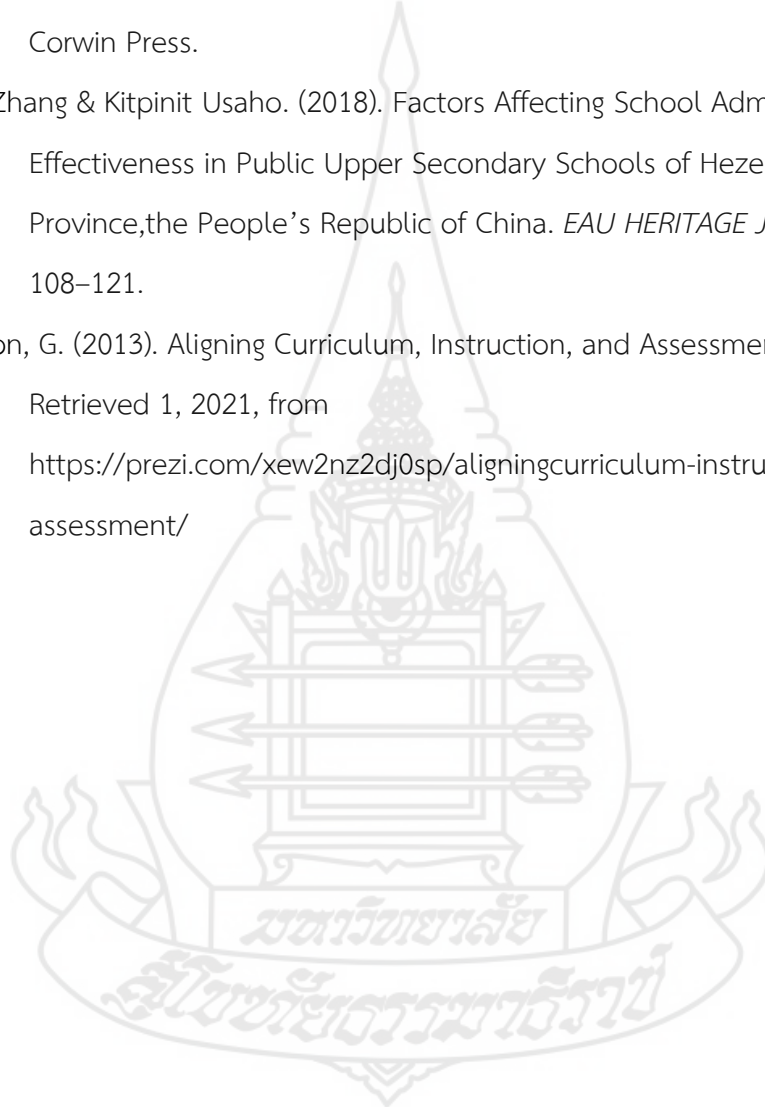 Corwin Press.
Zhang & Kitpinit Usaho. (2018). Factors Affecting School Adm
Effectiveness in Public Upper Secondary Schools of Heze
Province,the People’s Republic of China. EAU HERITAGE J
108–121.
on, G. (2013). Aligning Curriculum, Instruction, and Assessmen
Retrieved 1, 2021, from
https://prezi.com/xew2nz2dj0sp/aligningcurriculum-instru
assessment/
มหาวิทยาลัย
สุโขทัยธรรมาธิราช